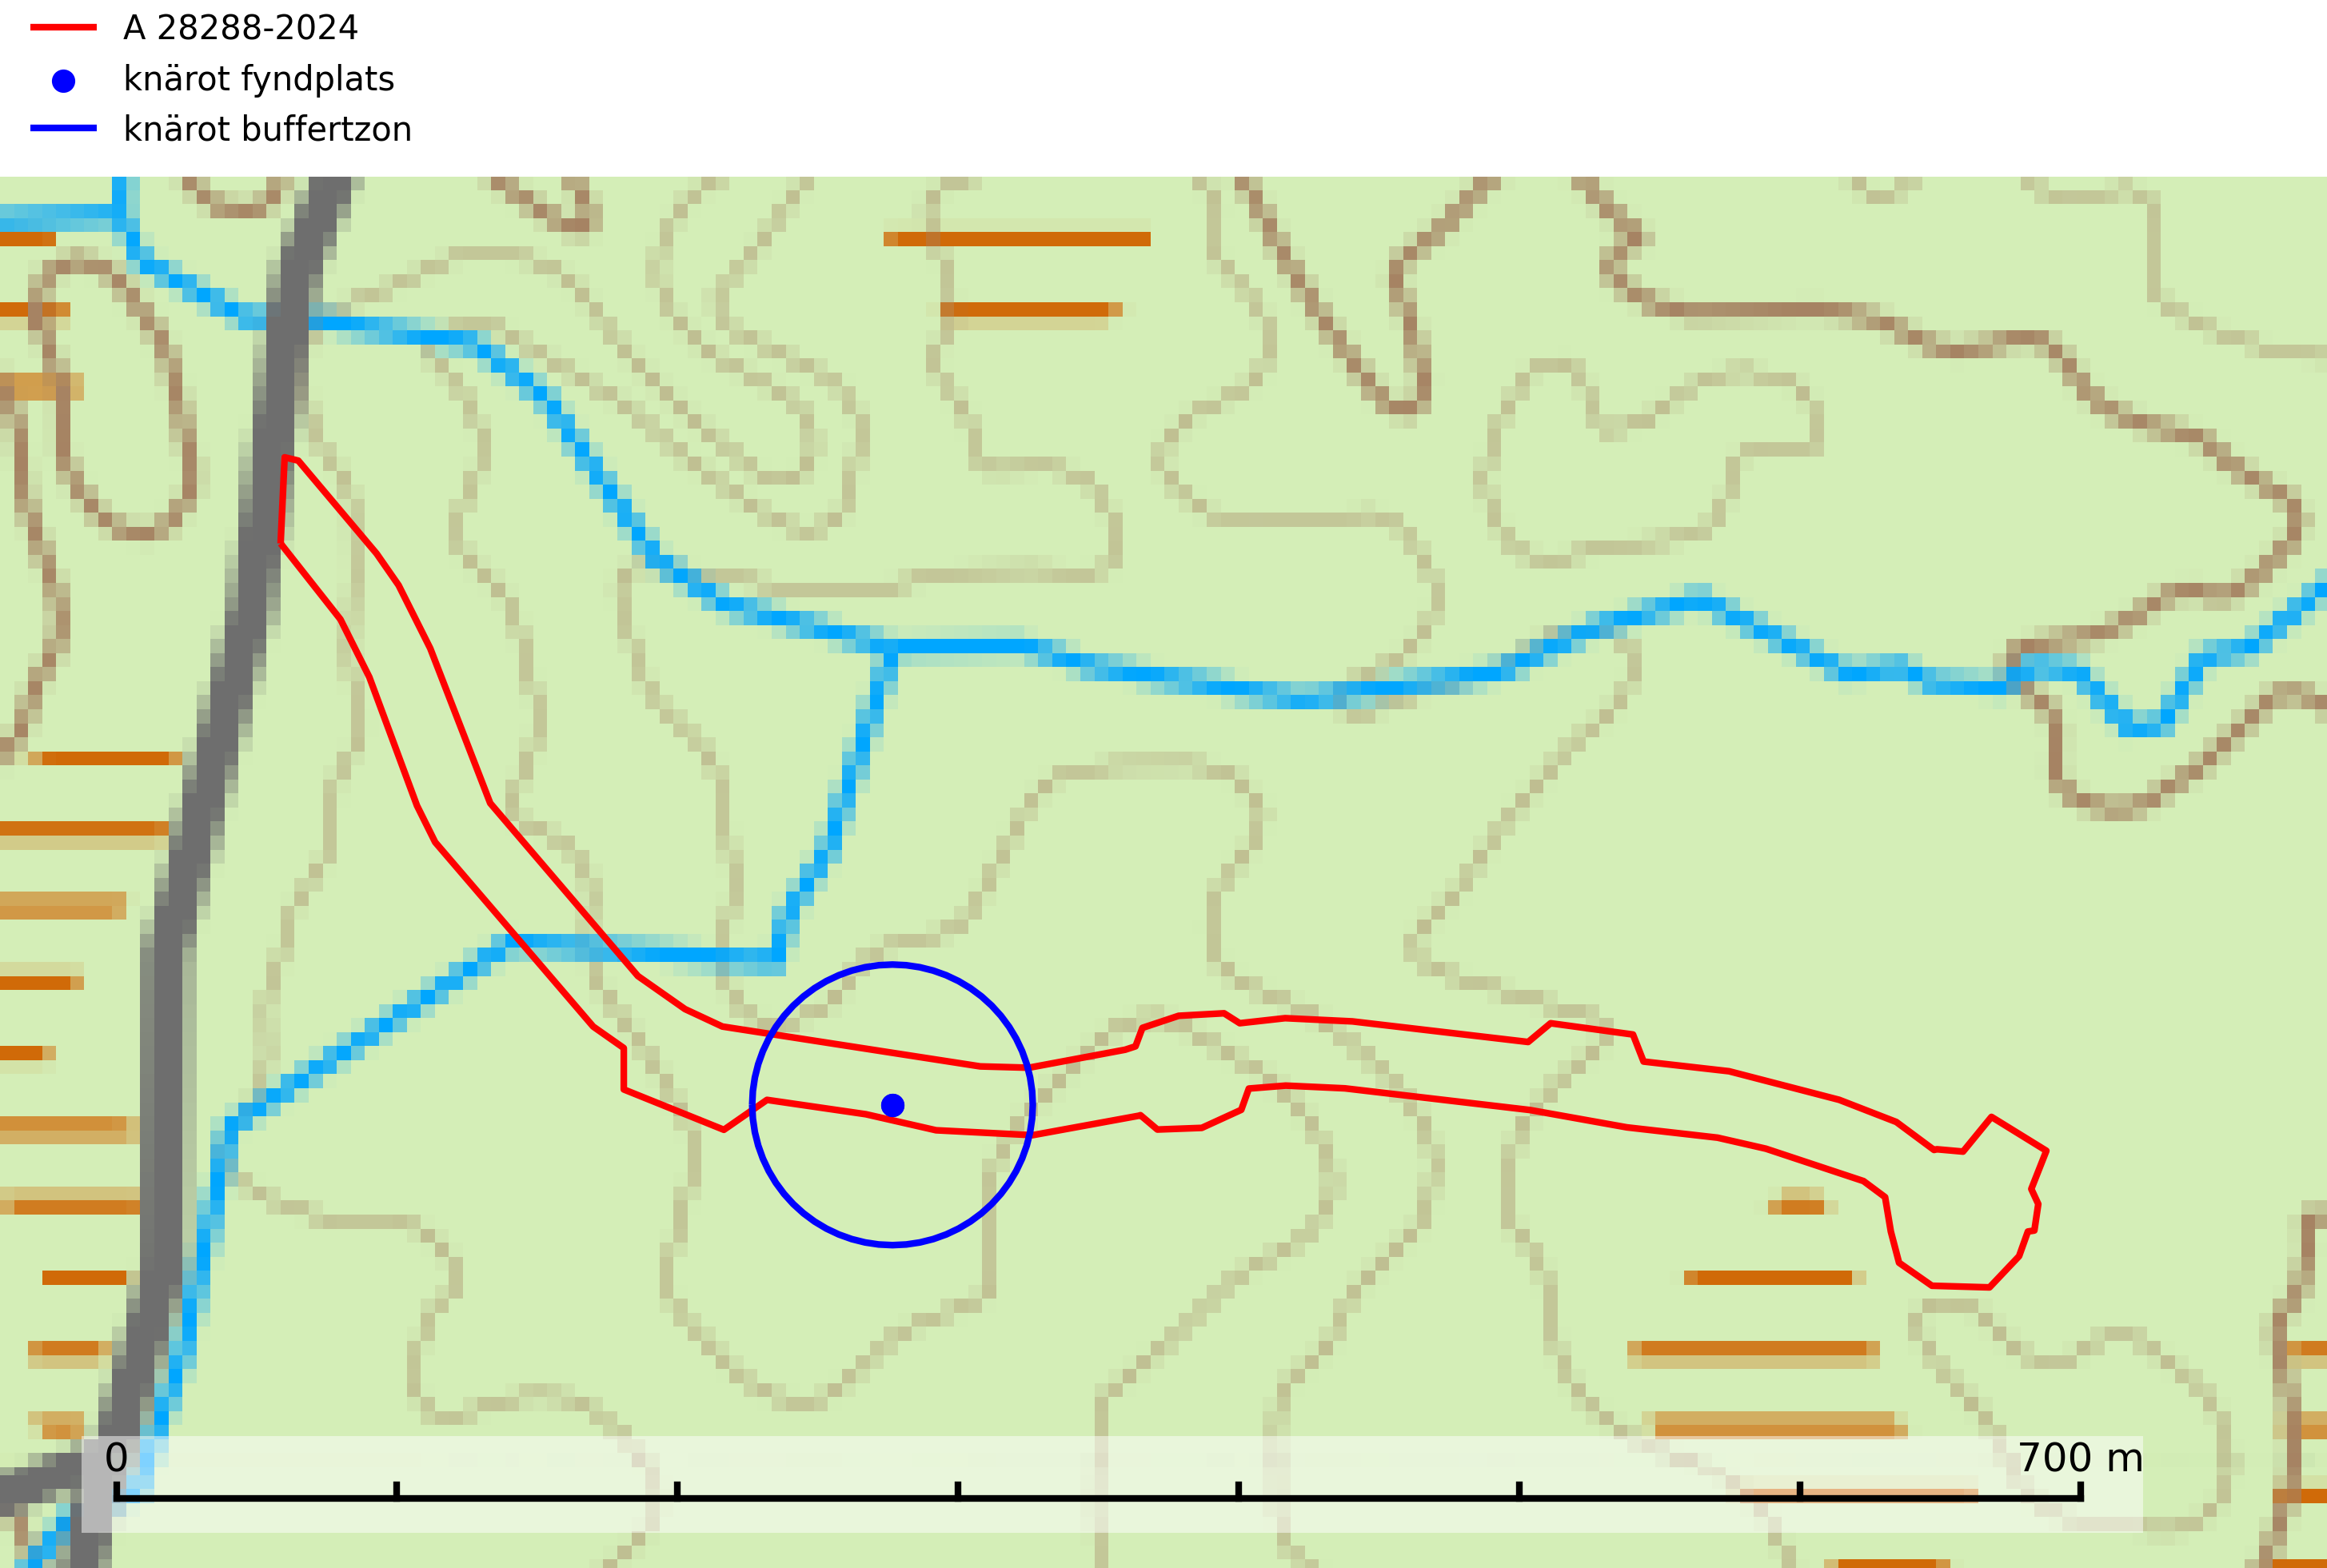 A 28288-2024
knärot fyndplats
knärot buffertzon
0
700 m